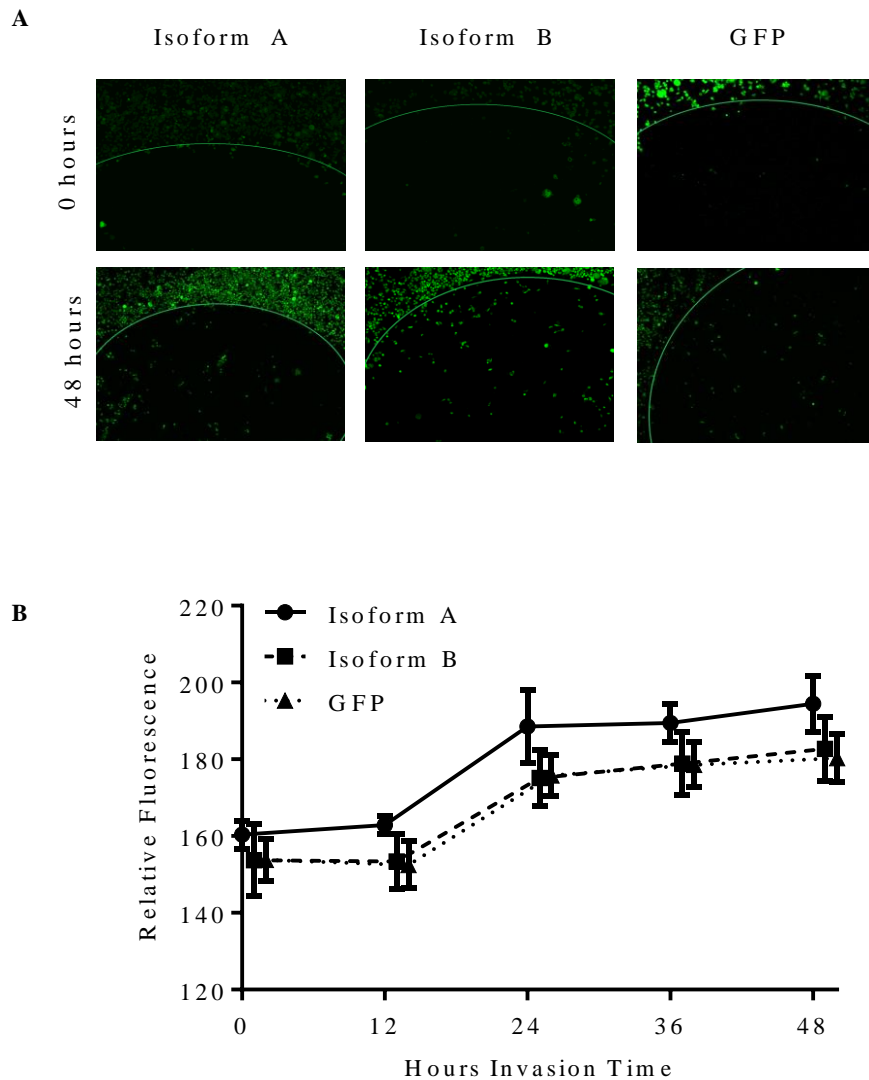 A
Isoform A Isoform B GFP
0 hours
48 hours
B
Relative Fluorescence
220
200
180
160
140
120
Isoform A
Isoform B
GFP
0 12 24 36 48
Hours Invasion Time